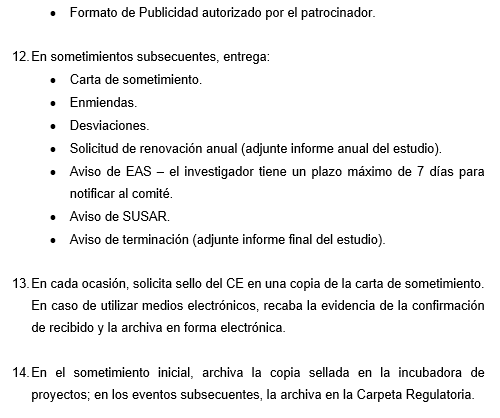 • Formato de Publicidad autorizado por el patrocinador.
12. En sometimientos subsecuentes, entrega:
• Carta de sometimiento.
• Enmiendas.
• Desviaciones.
• Solicitud de renovación anual (adjunte informe anual del estudio).
• Aviso de EAS – el investigador tiene un plazo máximo de 7 días para
notificar al comité.
• Aviso de SUSAR.
• Aviso de terminación (adjunte informe final del estudio).
13. En cada ocasión, solicita sello del CE en una copia de la carta de sometimiento.
En caso de utilizar medios electrónicos, recaba la evidencia de la confirmación
de recibido y la archiva en forma electrónica.
14. En el sometimiento inicial, archiva la copia sellada en la incubadora de
proyectos; en los eventos subsecuentes, la archiva en la Carpeta Regulatoria.